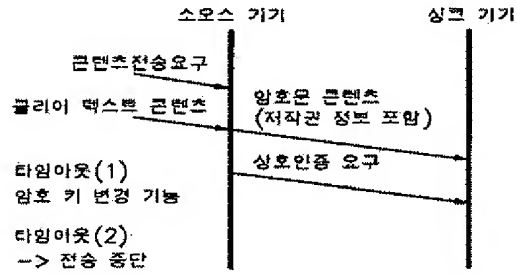 소오스 기기
싱크 기기
콘텐츠전송요구
클리어 텍스트 콘텐츠
암호문 콘텐츠
(저작권 정보 포함)
상호인증 요구
타임아웃(1)
암호 키 변경 기능
타임아웃(2)
-> 전송 중단